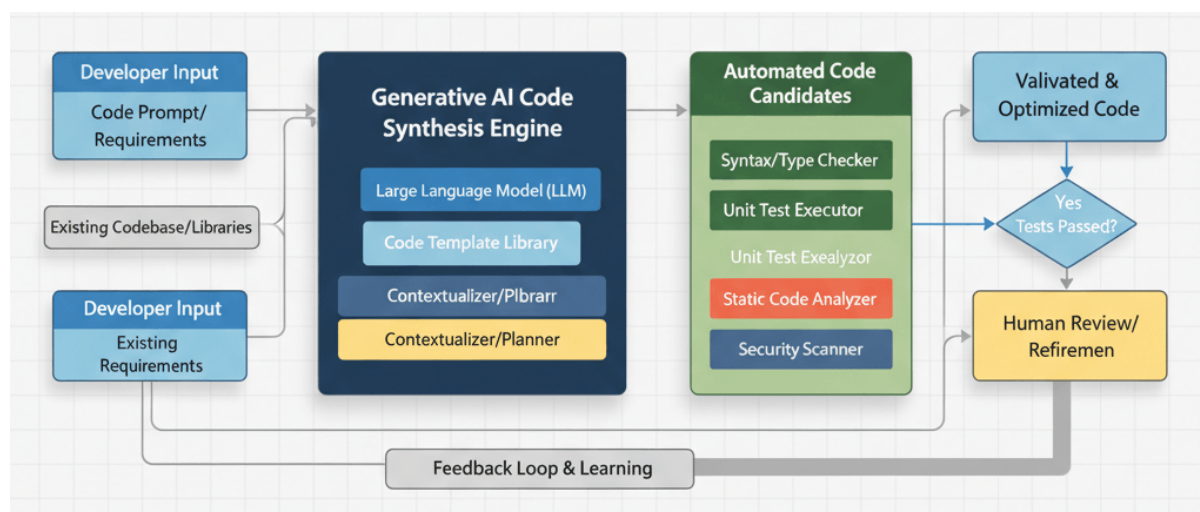 Developer Input
Code Prompt/
Requirements
Existing Codebase/Libraries
Developer Input
Existing
Requirements
Generative AI Code
Synthesis Engine
Large Language Model (LLM)
Code Template Library
Contextualizer/Plbrarr
Contextualizer/Planner
Automated Code
Candidates
Syntax/Type Checker
Unit Test Executor
Unit Test Exealyzor
Static Code Analyzer
Security Scanner
Valivated &
Optimized Code
Yes
Tests Passed?
Human Review/
Refiremen
Feedback Loop & Learning